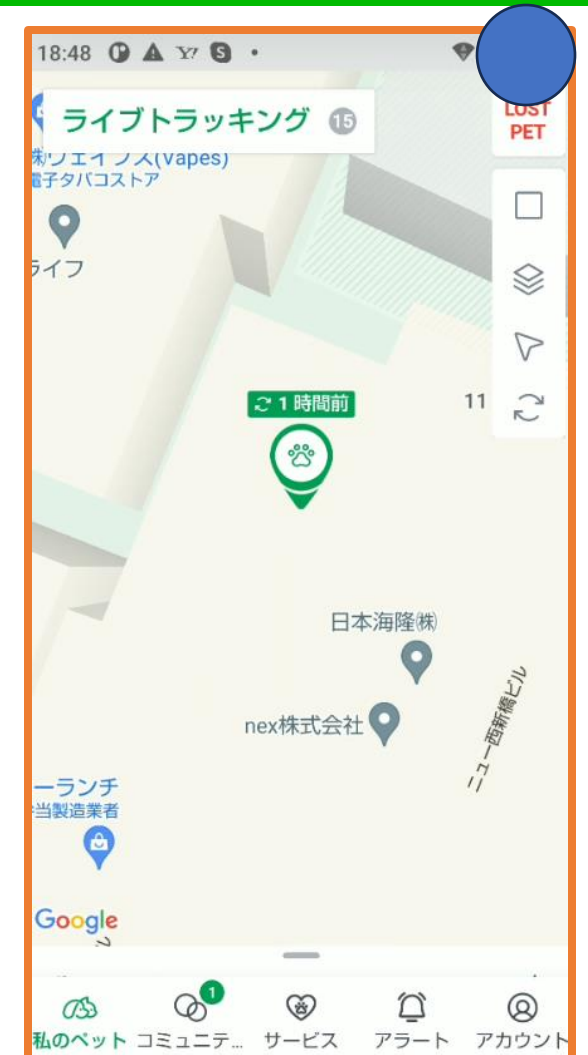 18:48
ライブトラッキング 15
LOST
PET
㈱ウェイプス(Vapes)
電子タバコストア
ライフ
1 時間前
11
日本海隆㈱
nex株式会社
ニュー西新橋ビル
ーランチ
当製造業者
Google
1
私のペット コミュニテ... サービス アラート アカウント